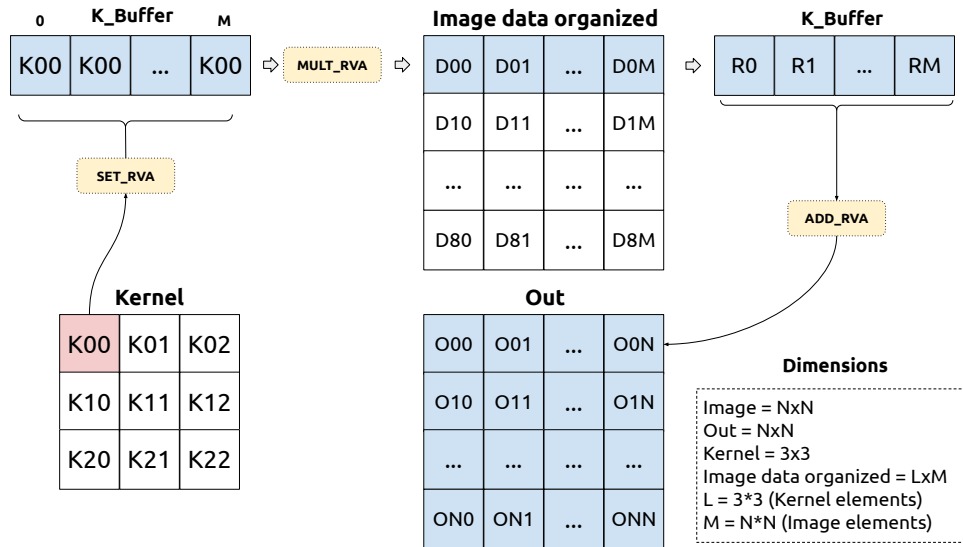 K_Buffer
0 M
K00 K00 ... K00
MULT_RVA
Image data organized
D00 D01 ... D0M
D10 D11 ... D1M
... ... ... ...
D80 D81 ... D8M
K_Buffer
R0 R1 ... RM
SET_RVA
ADD_RVA
Kernel
K00 K01 K02
K10 K11 K12
K20 K21 K22
Out
O00 O01 ... O0N
O10 O11 ... O1N
... ... ... ...
ON0 ON1 ... ONN
Dimensions
Image = NxN
Out = NxN
Kernel = 3x3
Image data organized = LxM
L = 3*3 (Kernel elements)
M = N*N (Image elements)